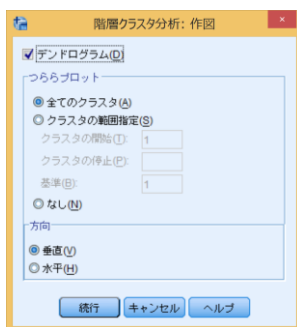 階層クラスタ分析: 作図
デンドログラム(D)
つららプロット
全てのクラスタ(A)
クラスタの範囲指定(S)
クラスタの開始(T): 1
クラスタの停止(P):
基準(B): 1
なし(N)
方向
垂直(V)
水平(H)
続行 キャンセル ヘルプ